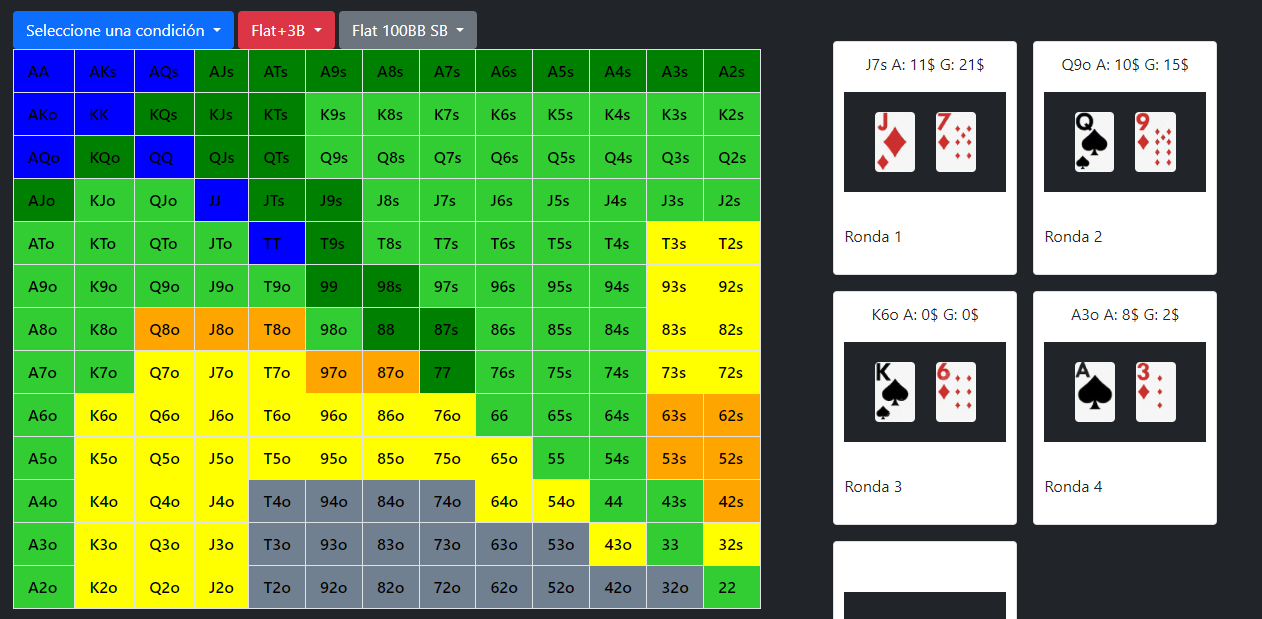 Seleccione una condición Flat+3B Flat 100BB SB
AA AKs AQs AJs ATs A9s A8s A7s A6s A5s A4s A3s A2s
AKo KK KQs KJs KTs K9s K8s K7s K6s K5s K4s K3s K2s
AQo KQo QQ QJs QTs Q9s Q8s Q7s Q6s Q5s Q4s Q3s Q2s
AJo KJo QJo JJ JTs J9s J8s J7s J6s J5s J4s J3s J2s
ATo KTo QTo JTo TT T9s T8s T7s T6s T5s T4s T3s T2s
A9o K9o Q9o J9o T9o 99 98s 97s 96s 95s 94s 93s 92s
A8o K8o Q8o J8o T8o 98o 88 87s 86s 85s 84s 83s 82s
A7o K7o Q7o J7o T7o 97o 87o 77 76s 75s 74s 73s 72s
A6o K6o Q6o J6o T6o 96o 86o 76o 66 65s 64s 63s 62s
A5o K5o Q5o J5o T5o 95o 85o 75o 65o 55 54s 53s 52s
A4o K4o Q4o J4o T4o 94o 84o 74o 64o 54o 44 43s 42s
A3o K3o Q3o J3o T3o 93o 83o 73o 63o 53o 43o 33 32s
A2o K2o Q2o J2o T2o 92o 82o 72o 62o 52o 42o 32o 22
J7s A: 11$ G: 21$
J 7
Ronda 1
Q9o A: 10$ G: 15$
Q 9
Ronda 2
K6o A: 0$ G: 0$
K 6
Ronda 3
A3o A: 8$ G: 2$
A 3
Ronda 4